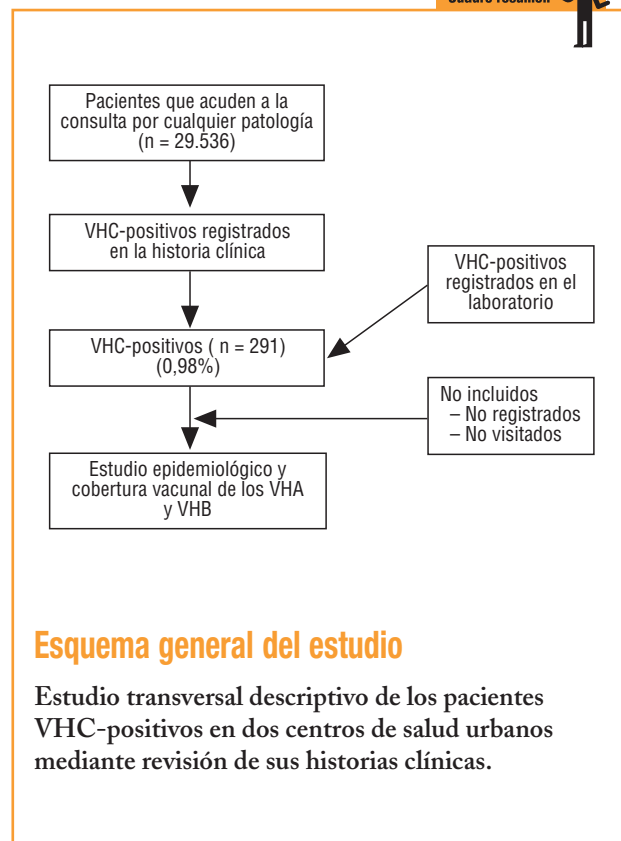 Pacientes que acuden a la
consulta por cualquier patología
(n = 29.536)
VHC-positivos registrados
en la historia clínica
VHC-positivos
registrados en el
laboratorio
VHC-positivos ( n = 291)
(0,98%)
No incluidos
– No registrados
– No visitados
Estudio epidemiológico y
cobertura vacunal de los VHA
y VHB
Esquema general del estudio
Estudio transversal descriptivo de los pacientes
VHC-positivos en dos centros de salud urbanos
mediante revisión de sus historias clínicas.